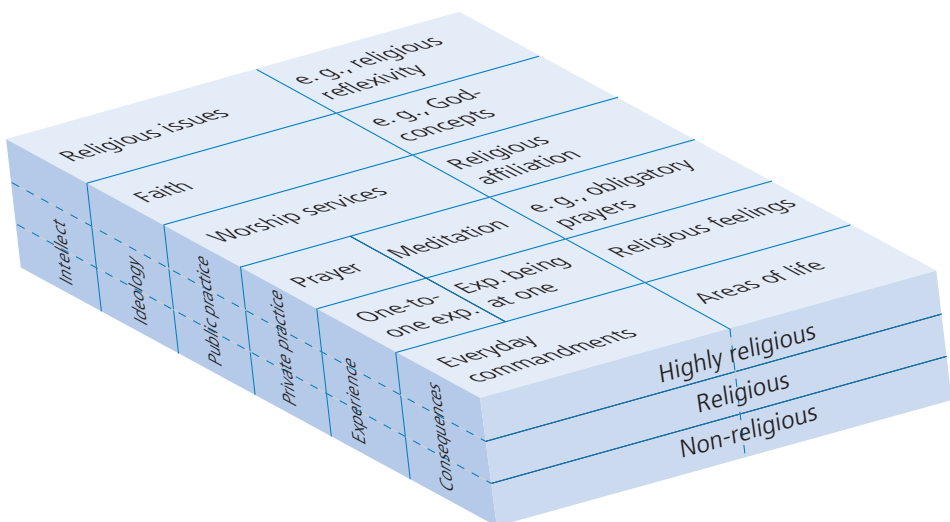 Religious issues
e. g., religious
reflexivity
Faith
e. g., God-
concepts
Worship services
Religious
affiliation
Prayer
Meditation
e. g., obligatory
prayers
One-to-
one exp.
Exp. being
at one
Religious feelings
Everyday
commandments
Areas of life
Intellect
Ideology
Public practice
Private practice
Experience
Consequences
Highly religious
Religious
Non-religious